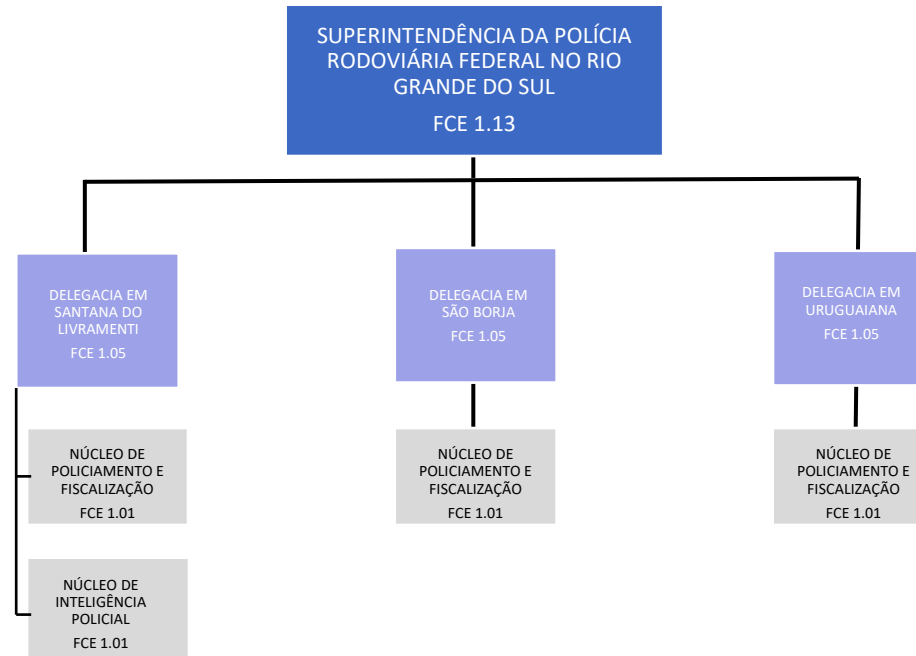 SUPERINTENDÊNCIA DA POLÍCIA
RODOVIÁRIA FEDERAL NO RIO
GRANDE DO SUL
FCE 1.13
DELEGACIA EM
SANTANA DO
LIVRAMENTI
FCE 1.05
DELEGACIA EM
SÃO BORJA
FCE 1.05
DELEGACIA EM
URUGUAIANA
FCE 1.05
NÚCLEO DE
POLICIAMENTO E
FISCALIZAÇÃO
FCE 1.01
NÚCLEO DE
POLICIAMENTO E
FISCALIZAÇÃO
FCE 1.01
NÚCLEO DE
POLICIAMENTO E
FISCALIZAÇÃO
FCE 1.01
NÚCLEO DE
INTELIGÊNCIA
POLICIAL
FCE 1.01